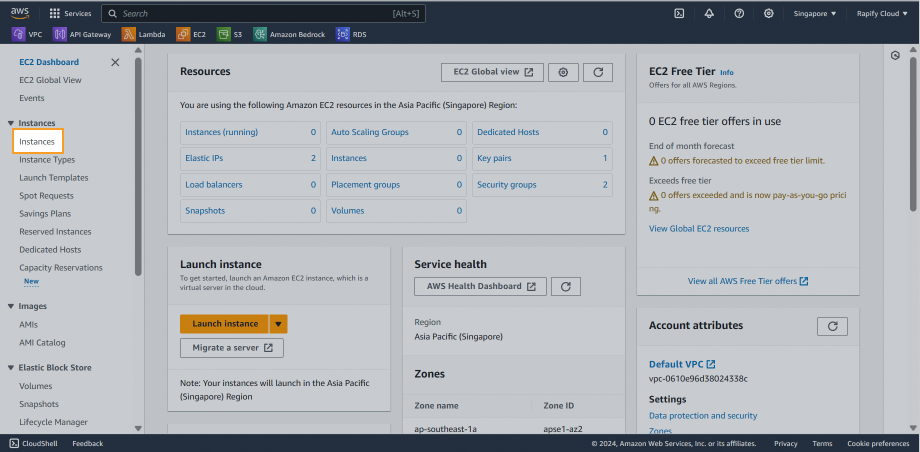 aws
Services
Search [Alt+S]
Singapore
Rapify Cloud
VPC
API Gateway
Lambda
EC2
S3
Amazon Bedrock
RDS
EC2 Dashboard
EC2 Global View
Events
Instances
Instances
Instance Types
Launch Templates
Spot Requests
Savings Plans
Reserved Instances
Dedicated Hosts
Capacity Reservations
New
Images
AMIs
AMI Catalog
Elastic Block Store
Volumes
Snapshots
Lifecycle Manager
Resources
EC2 Global view
You are using the following Amazon EC2 resources in the Asia Pacific (Singapore) Region:
Instances (running) 0
Auto Scaling Groups 0
Dedicated Hosts 0
Elastic IPs 2
Instances 0
Key pairs 1
Load balancers 0
Placement groups 0
Security groups 2
Snapshots 0
Volumes 0
Launch instance
To get started, launch an Amazon EC2 instance, which is a
virtual server in the cloud.
Launch instance
Migrate a server
Note: Your instances will launch in the Asia Pacific
(Singapore) Region
Service health
AWS Health Dashboard
Region
Asia Pacific (Singapore)
Zones
Zone name Zone ID
ap-southeast-1a apse1-az2
EC2 Free Tier Info
Offers for all AWS Regions.
0 EC2 free tier offers in use
End of month forecast
0 offers forecasted to exceed free tier limit.
Exceeds free tier
0 offers exceeded and is now pay-as-you-go prici
ng.
View Global EC2 resources
View all AWS Free Tier offers
Account attributes
Default VPC
vpc-0610e96d38024338c
Settings
Data protection and security
Zones
CloudShell
Feedback
© 2024, Amazon Web Services, Inc. or its affiliates.
Privacy
Terms
Cookie preferences